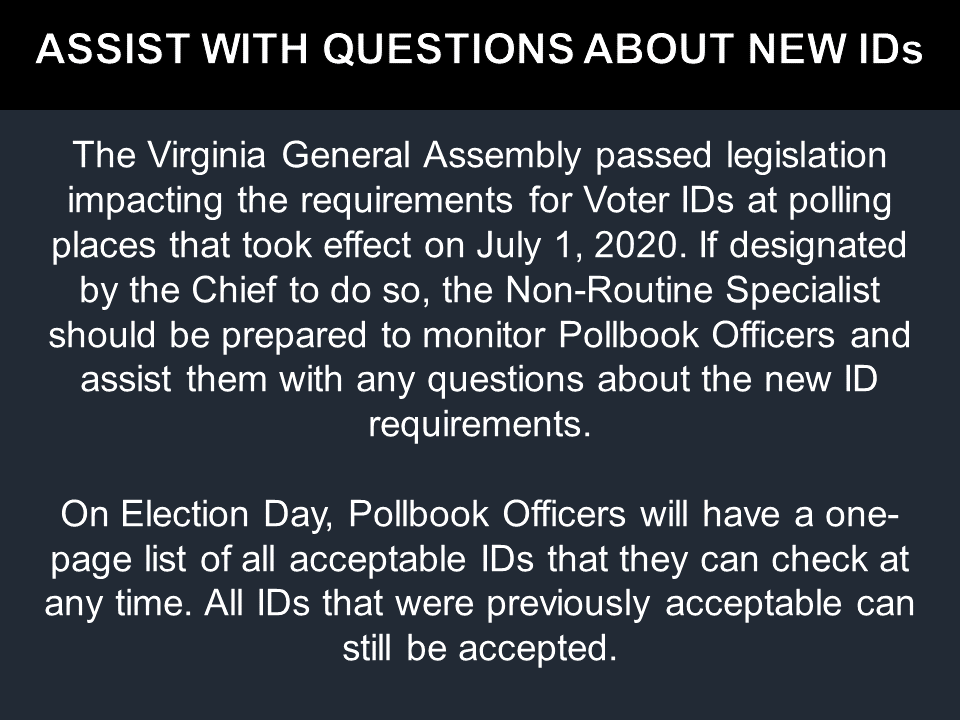 ASSIST WITH QUESTIONS ABOUT NEW IDs
The Virginia General Assembly passed legislation
impacting the requirements for Voter IDs at polling
places that took effect on July 1, 2020. If designated
by the Chief to do so, the Non-Routine Specialist
should be prepared to monitor Pollbook Officers and
assist them with any questions about the new ID
requirements.
On Election Day, Pollbook Officers will have a one-
page list of all acceptable IDs that they can check at
any time. All IDs that were previously acceptable can
still be accepted.